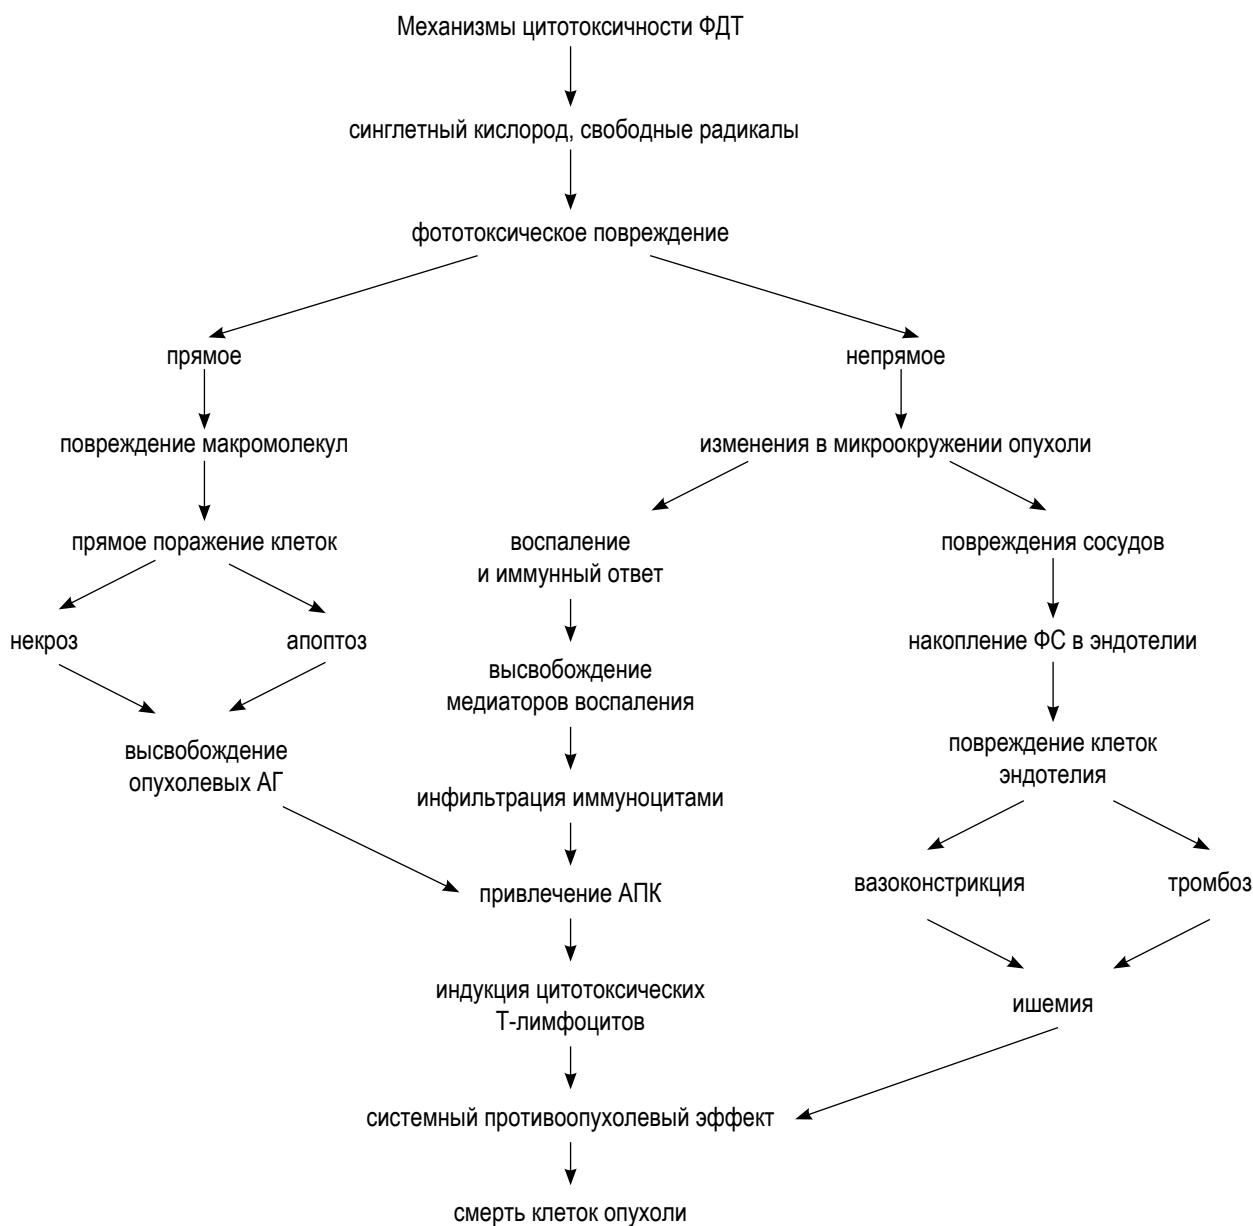 Механизмы цитотоксичности ФДТ
синглетный кислород, свободные радикалы
фототоксическое повреждение
прямое
непрямое
повреждение макромолекул
изменения в микроокружении опухоли
прямое поражение клеток
воспаление
и иммунный ответ
повреждения сосудов
некроз
апоптоз
накопление ФС в эндотелии
высвобождение
медиаторов воспаления
высвобождение
опухолевых АГ
повреждение клеток
эндотелия
инфильтрация иммуноцитами
привлечение АПК
вазоконстрикция
тромбоз
индукция цитотоксических
Т-лимфоцитов
ишемия
системный противоопухолевый эффект
смерть клеток опухоли